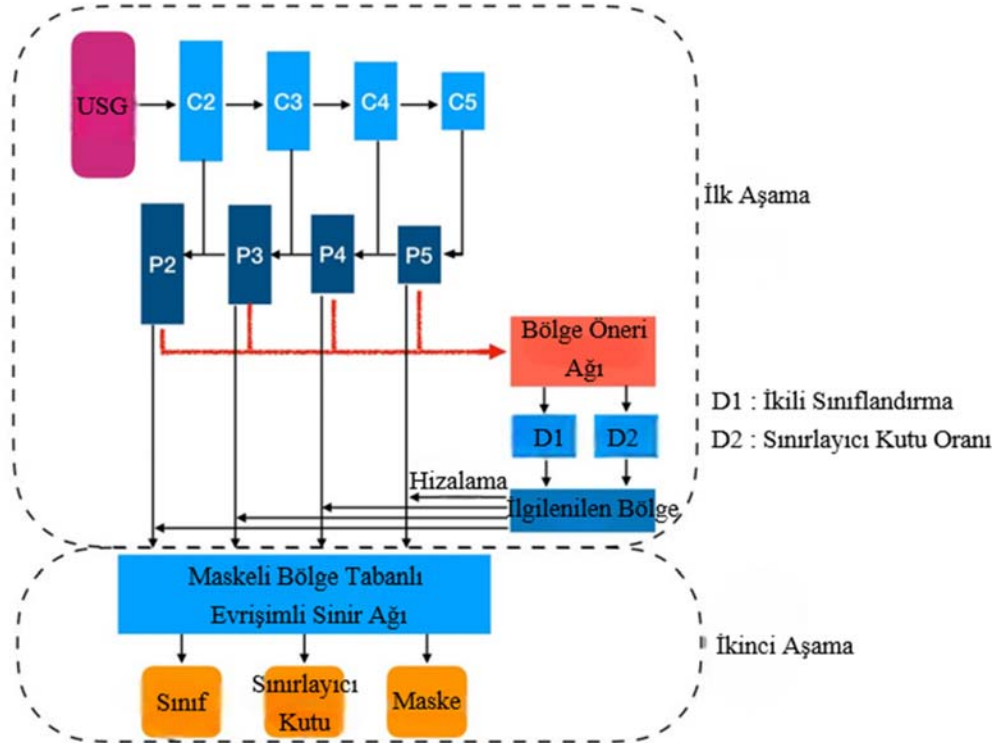 USG
C2
C3
C4
C5
İlk Aşama
P2
P3
P4
P5
Bölge Öneri
Ağı
D1 : İkili Sınıflandırma
D1
D2
D2 : Sınırlayıcı Kutu Oranı
Hizalama
İlgilenilen Bölge
Maskeli Bölge Tabanlı
Evrişimli Sinir Ağı
İkinci Aşama
Sınıf
Sınırlayıcı
Kutu
Maske